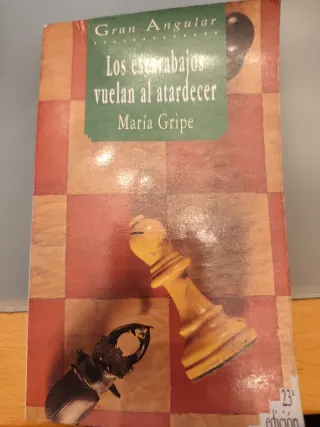 Gran Angular
Los escarabajos
vuelan al atardecer
María Gripe
23ª
edición